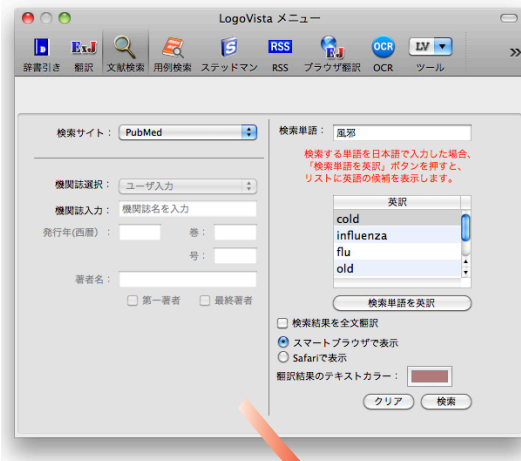 LogoVista メニュー
辞書引き 翻訳 文献検索 用例検索 ステッドマン RSS ブラウザ翻訳 OCR ツール
検索サイト： PubMed
機関誌選択： ユーザ入力
機関誌入力： 機関誌名を入力
発行年(西暦)： 巻：
号：
著者名：
第一著者 最終著者
検索単語： 風邪
検索する単語を日本語で入力した場合、
「検索単語を英訳」ボタンを押すと、
リストに英語の候補を表示します。
英訳
cold
influenza
flu
old
検索単語を英訳
検索結果を全文翻訳
スマートブラウザで表示
Safariで表示
翻訳結果のテキストカラー：
クリア 検索